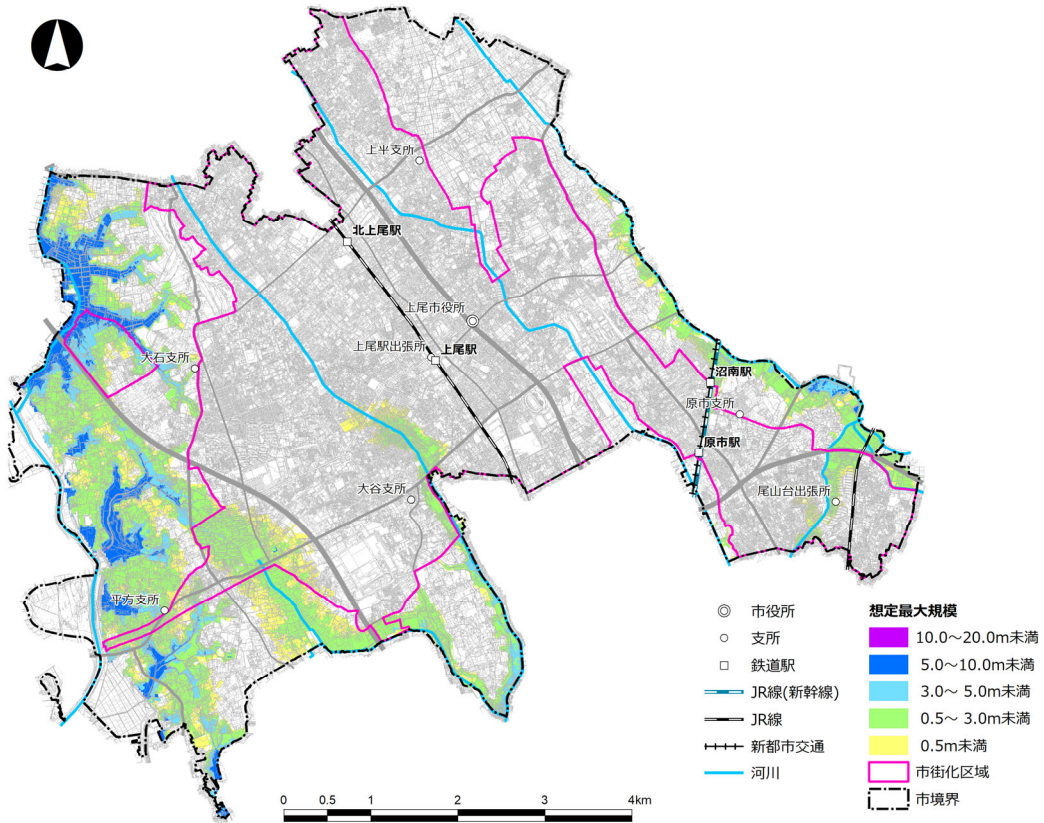 上平支所
北上尾駅
上尾市役所
上尾駅出張所
上尾駅
大石支所
沼南駅
原市支所
原市駅
大谷支所
尾山台出張所
平方支所
市役所
支所
鉄道駅
JR線(新幹線)
JR線
新都市交通
河川
想定最大規模
10.0～20.0m未満
5.0～10.0m未満
3.0～ 5.0m未満
0.5～ 3.0m未満
0.5m未満
市街化区域
市境界
0 0.5 1 2 3 4km